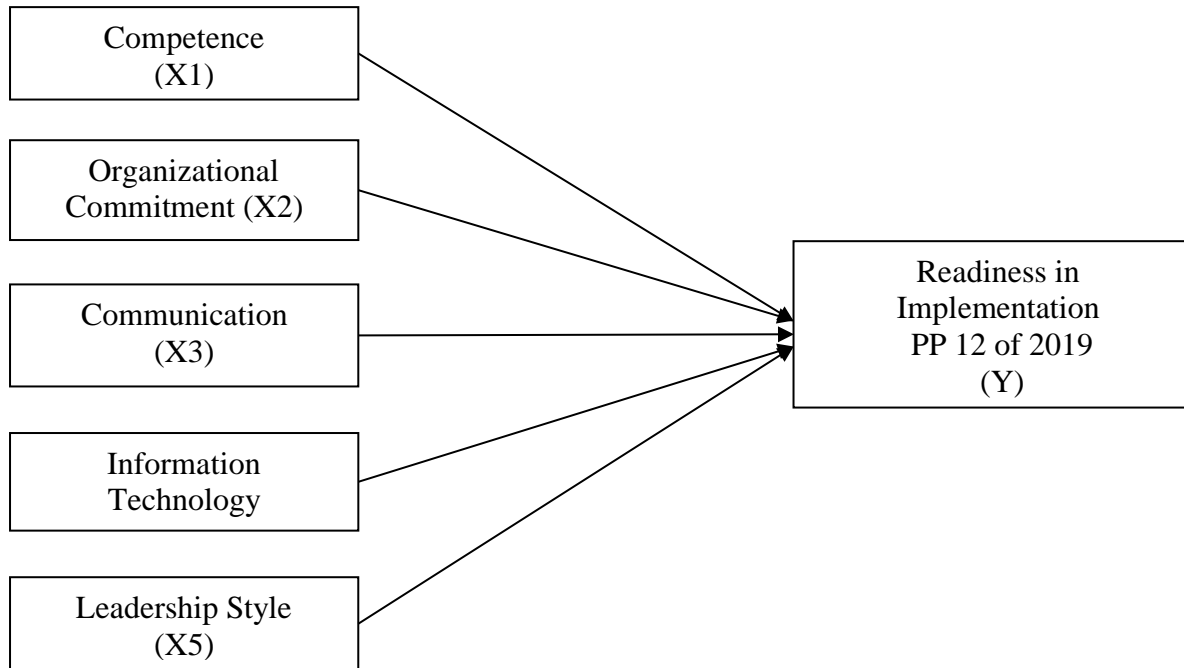 Competence
(X1)
Organizational
Commitment (X2)
Communication
(X3)
Information
Technology
Leadership Style
(X5)
Readiness in
Implementation
PP 12 of 2019
(Y)